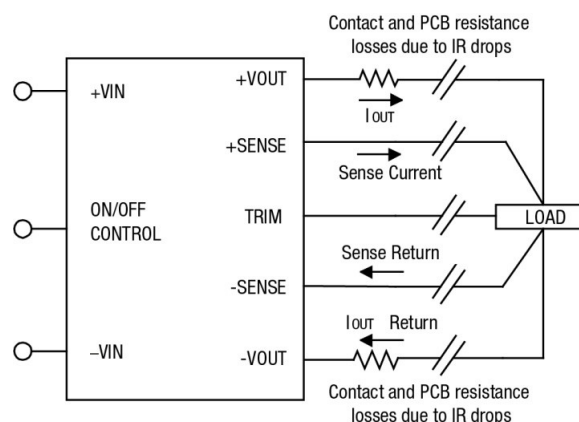 Contact and PCB resistance
losses due to IR drops
+VOUT
+VIN
IOUT
+SENSE
Sense Current
ON/OFF
CONTROL
TRIM
LOAD
Sense Return
-SENSE
IOUT Return
–VIN
-VOUT
Contact and PCB resistance
losses due to IR drops